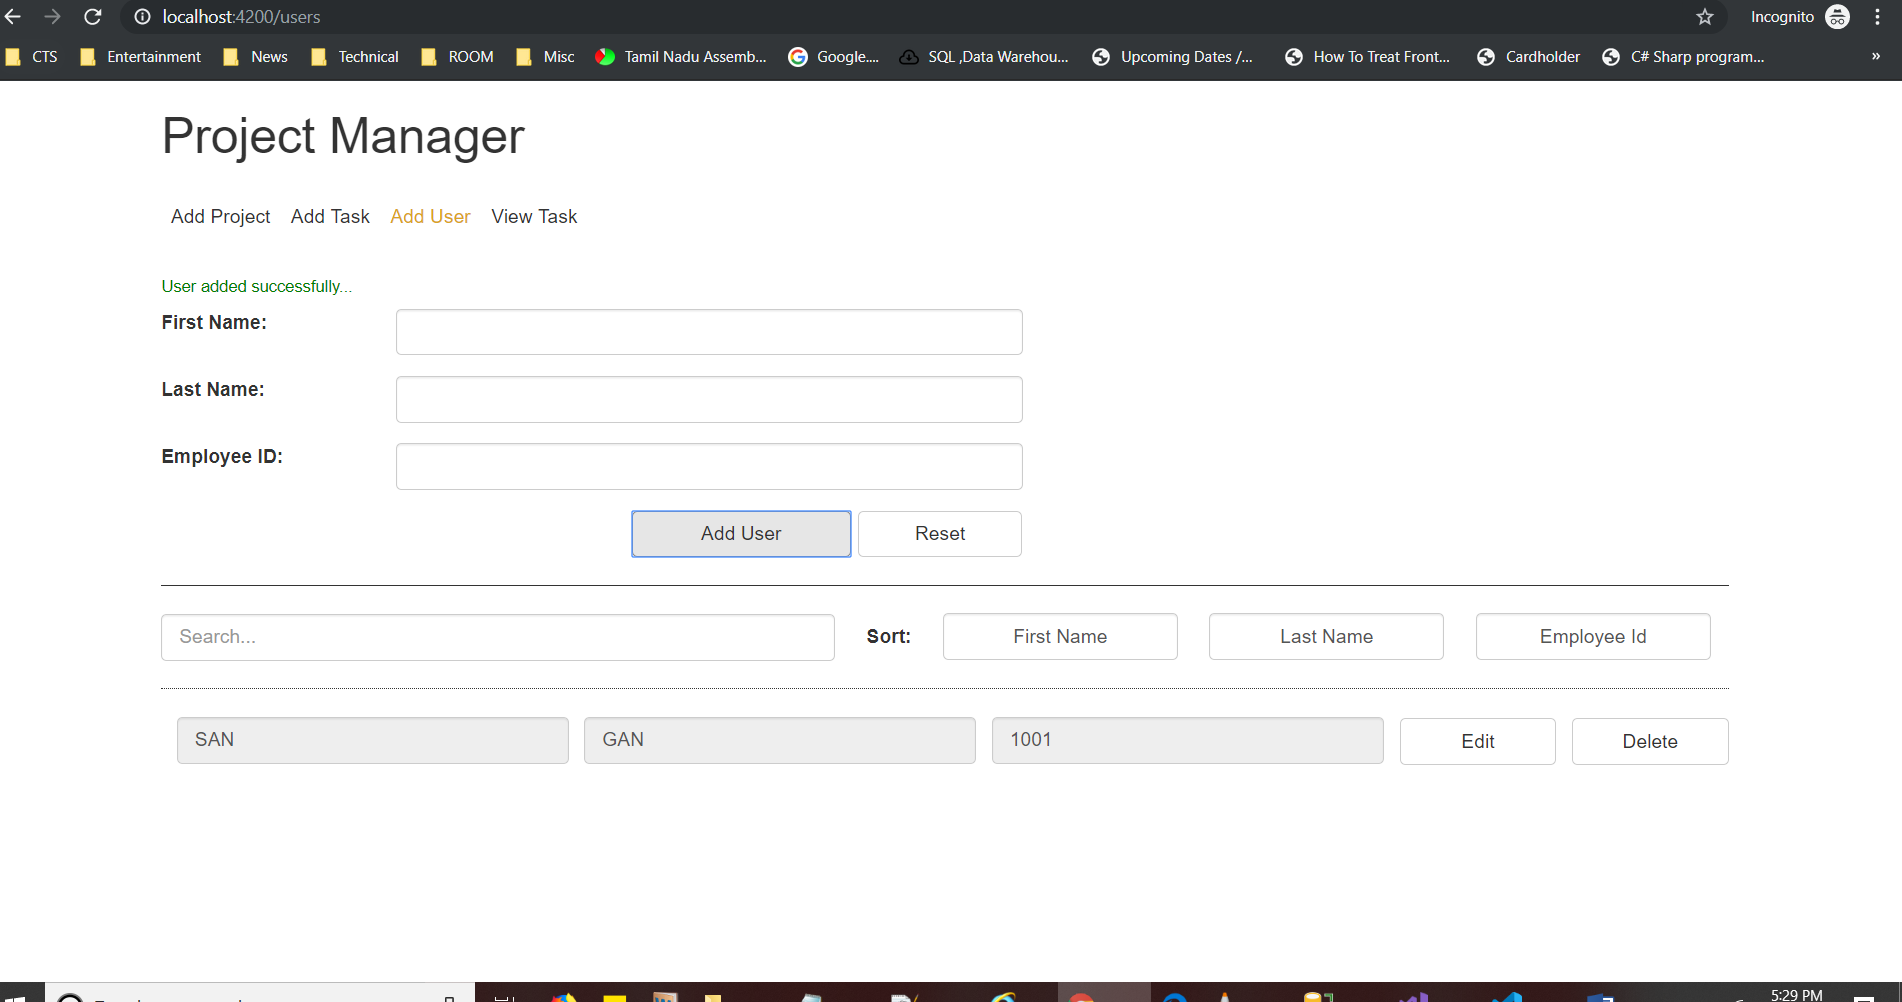 localhost:4200/users Incognito
CTS Entertainment News Technical ROOM Misc Tamil Nadu Assemb... Google.... SQL ,Data Warehou... Upcoming Dates /... How To Treat Front... Cardholder C# Sharp program... »
Project Manager
Add Project Add Task Add User View Task
User added successfully...
First Name:
Last Name:
Employee ID:
Add User Reset
Search... Sort: First Name Last Name Employee Id
SAN GAN 1001 Edit Delete
5:29 PM